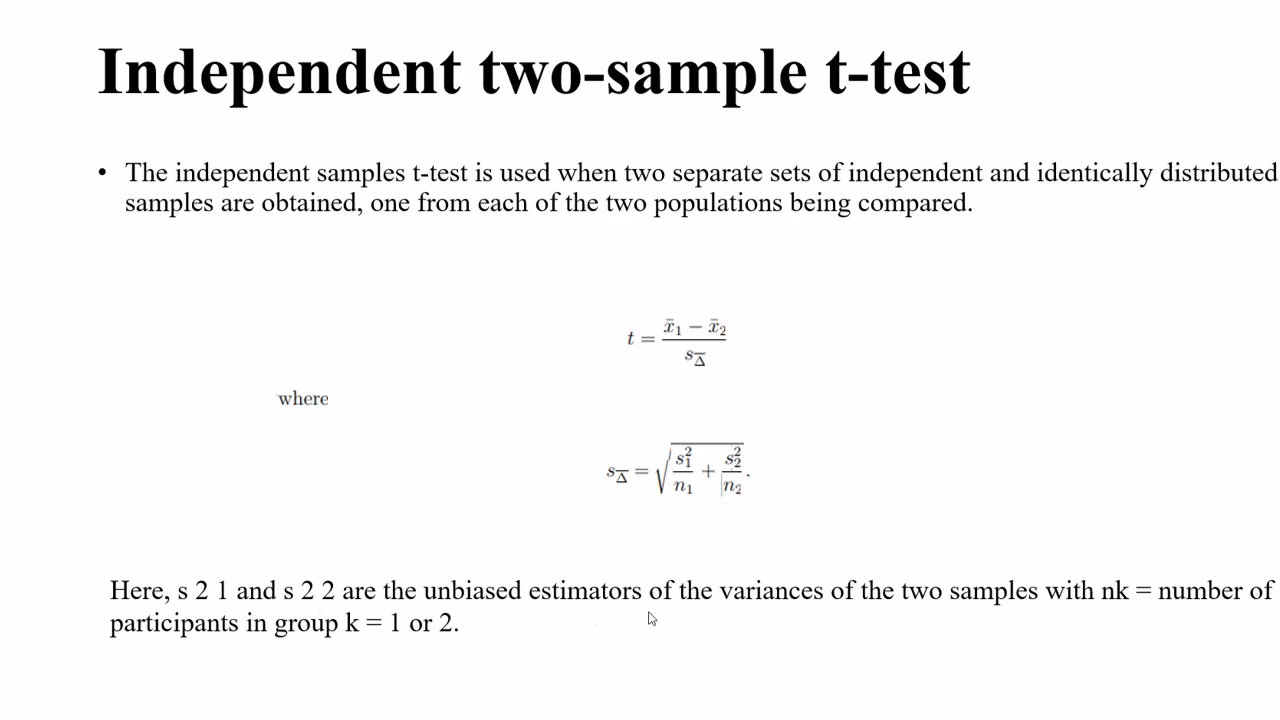 Independent two-sample t-test
• The independent samples t-test is used when two separate sets of independent and identically distributed
samples are obtained, one from each of the two populations being compared.
t = (x̄₁ − x̄₂) / s_Δ̅
where
s_Δ̅ = √(s₁²/n₁ + s₂²/n₂).
Here, s 2 1 and s 2 2 are the unbiased estimators of the variances of the two samples with nk = number of
participants in group k = 1 or 2.